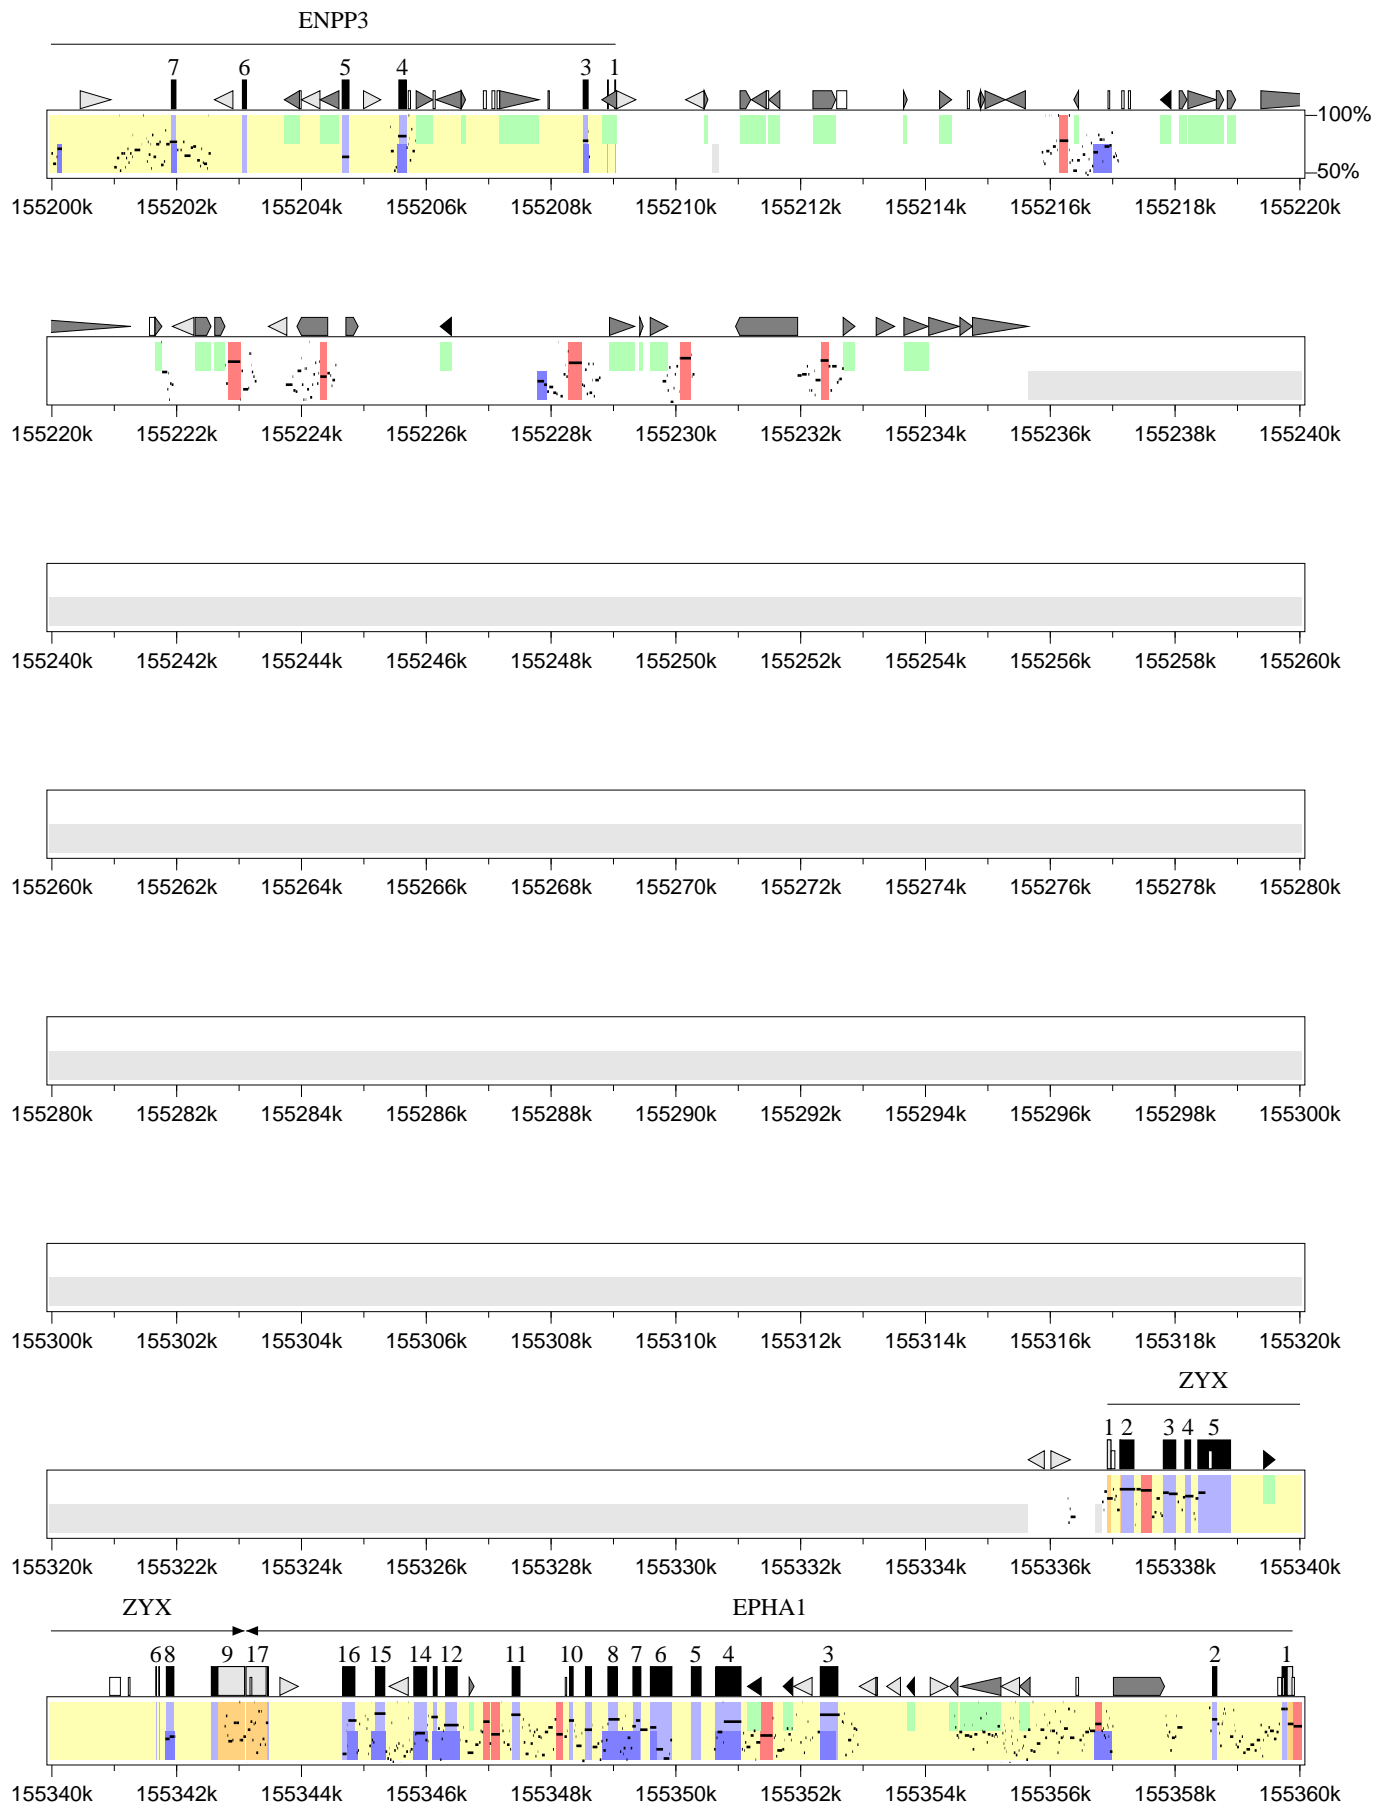 ENPP3
7 6 5 4 3 1
100%
50%
155200k 155202k 155204k 155206k 155208k 155210k 155212k 155214k 155216k 155218k 155220k
155220k 155222k 155224k 155226k 155228k 155230k 155232k 155234k 155236k 155238k 155240k
155240k 155242k 155244k 155246k 155248k 155250k 155252k 155254k 155256k 155258k 155260k
155260k 155262k 155264k 155266k 155268k 155270k 155272k 155274k 155276k 155278k 155280k
155280k 155282k 155284k 155286k 155288k 155290k 155292k 155294k 155296k 155298k 155300k
155300k 155302k 155304k 155306k 155308k 155310k 155312k 155314k 155316k 155318k 155320k
ZYX
1 2 3 4 5
155320k 155322k 155324k 155326k 155328k 155330k 155332k 155334k 155336k 155338k 155340k
ZYX EPHA1
6 8 9 17 16 15 14 12 11 10 8 7 6 5 4 3 2 1
155340k 155342k 155344k 155346k 155348k 155350k 155352k 155354k 155356k 155358k 155360k